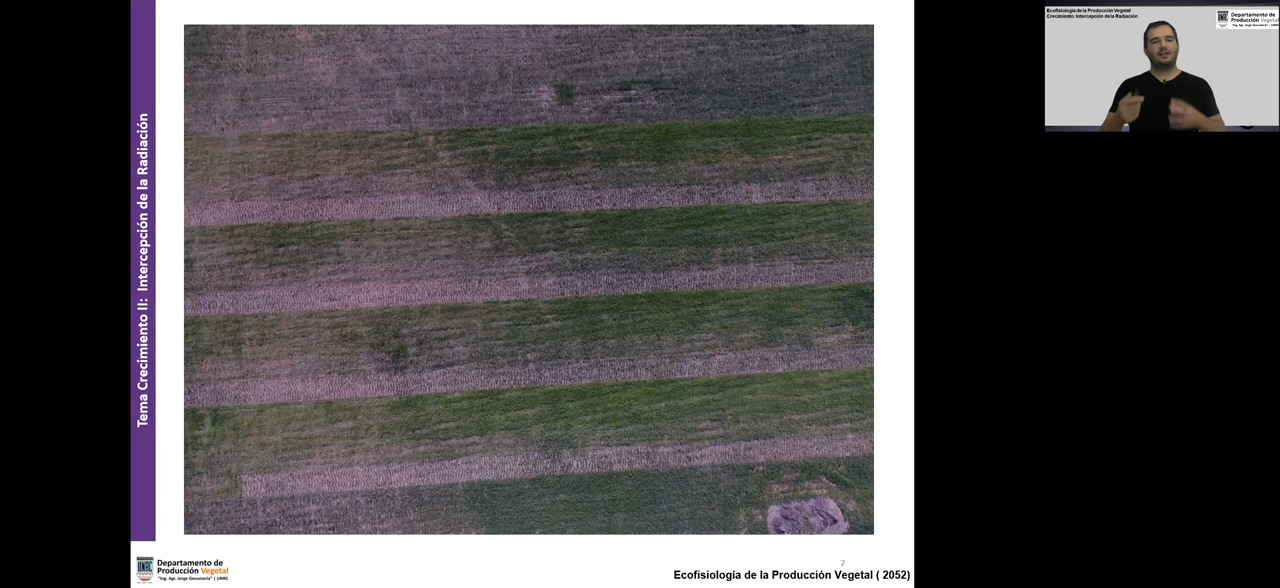 Tema Crecimiento II: Intercepción de la Radiación
UNRC
Departamento de
Producción Vegetal
"Ing. Agr. Jorge Gesumaría" | UNRC
7
Ecofisiología de la Producción Vegetal ( 2052)
Ecofisiología de la Producción Vegetal
Crecimiento: Intercepción de la Radiación
Departamento de
Producción Vegetal